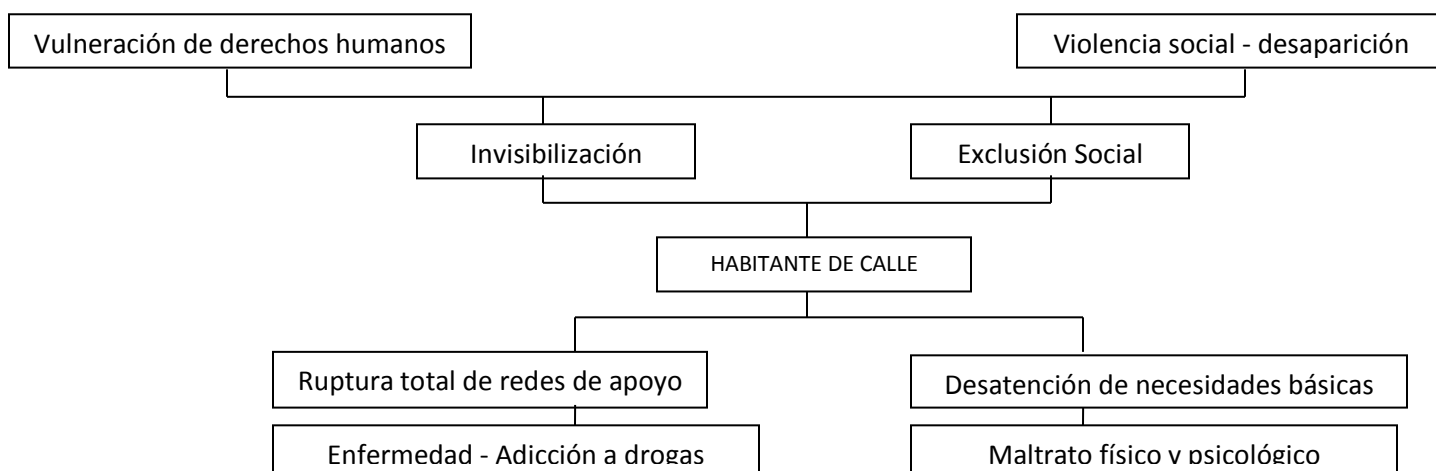 Vulneración de derechos humanos
Violencia social - desaparición
Invisibilización
Exclusión Social
HABITANTE DE CALLE
Ruptura total de redes de apoyo
Desatención de necesidades básicas
Enfermedad - Adicción a drogas
Maltrato físico y psicológico